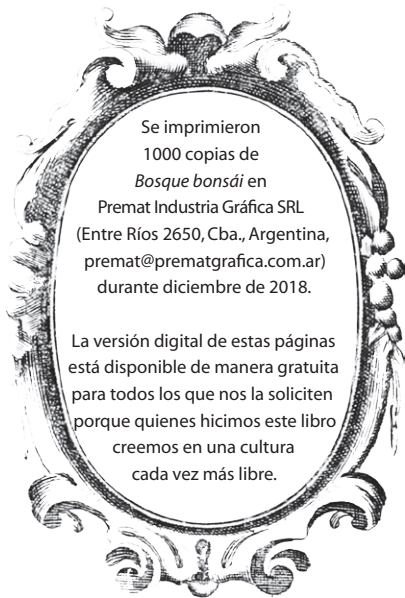 Se imprimieron
1000 copias de
Bosque bonsái en
Premat Industria Gráfica SRL
(Entre Ríos 2650, Cba., Argentina,
premat@prematgrafica.com.ar)
durante diciembre de 2018.
La versión digital de estas páginas
está disponible de manera gratuita
para todos los que nos la soliciten
porque quienes hicimos este libro
creemos en una cultura
cada vez más libre.